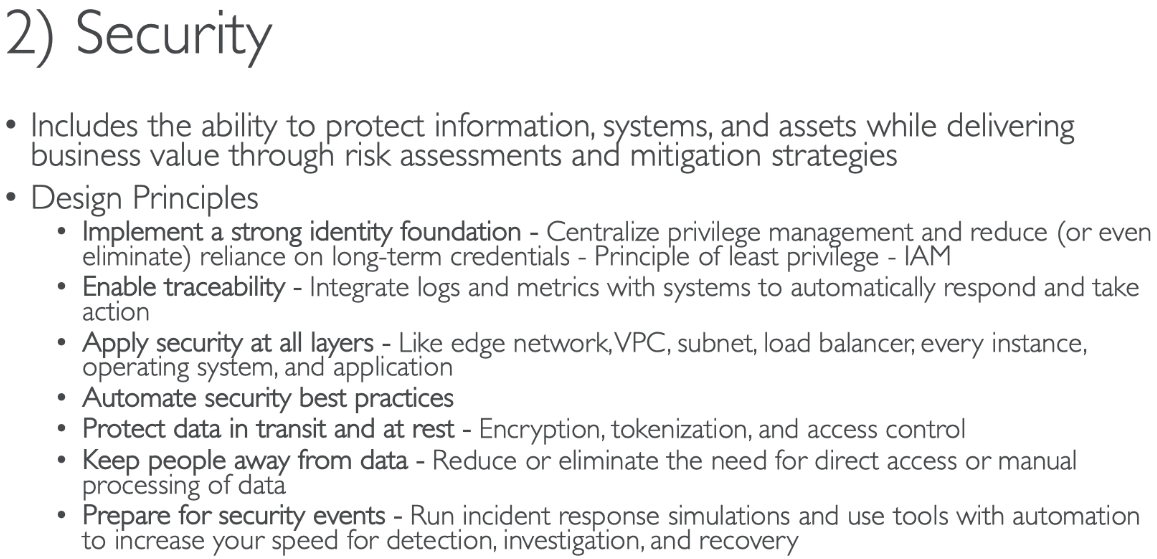 2) Security
• Includes the ability to protect information, systems, and assets while delivering
business value through risk assessments and mitigation strategies
• Design Principles
• Implement a strong identity foundation - Centralize privilege management and reduce (or even
eliminate) reliance on long-term credentials - Principle of least privilege - IAM
• Enable traceability - Integrate logs and metrics with systems to automatically respond and take
action
• Apply security at all layers - Like edge network, VPC, subnet, load balancer, every instance,
operating system, and application
• Automate security best practices
• Protect data in transit and at rest - Encryption, tokenization, and access control
• Keep people away from data - Reduce or eliminate the need for direct access or manual
processing of data
• Prepare for security events - Run incident response simulations and use tools with automation
to increase your speed for detection, investigation, and recovery